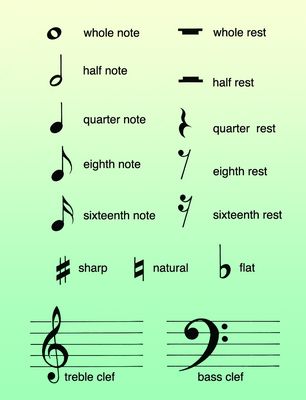 whole note whole rest
half note half rest
quarter note quarter  rest
eighth note eighth rest
sixteenth note sixteenth rest
sharp natural flat
treble clef bass clef